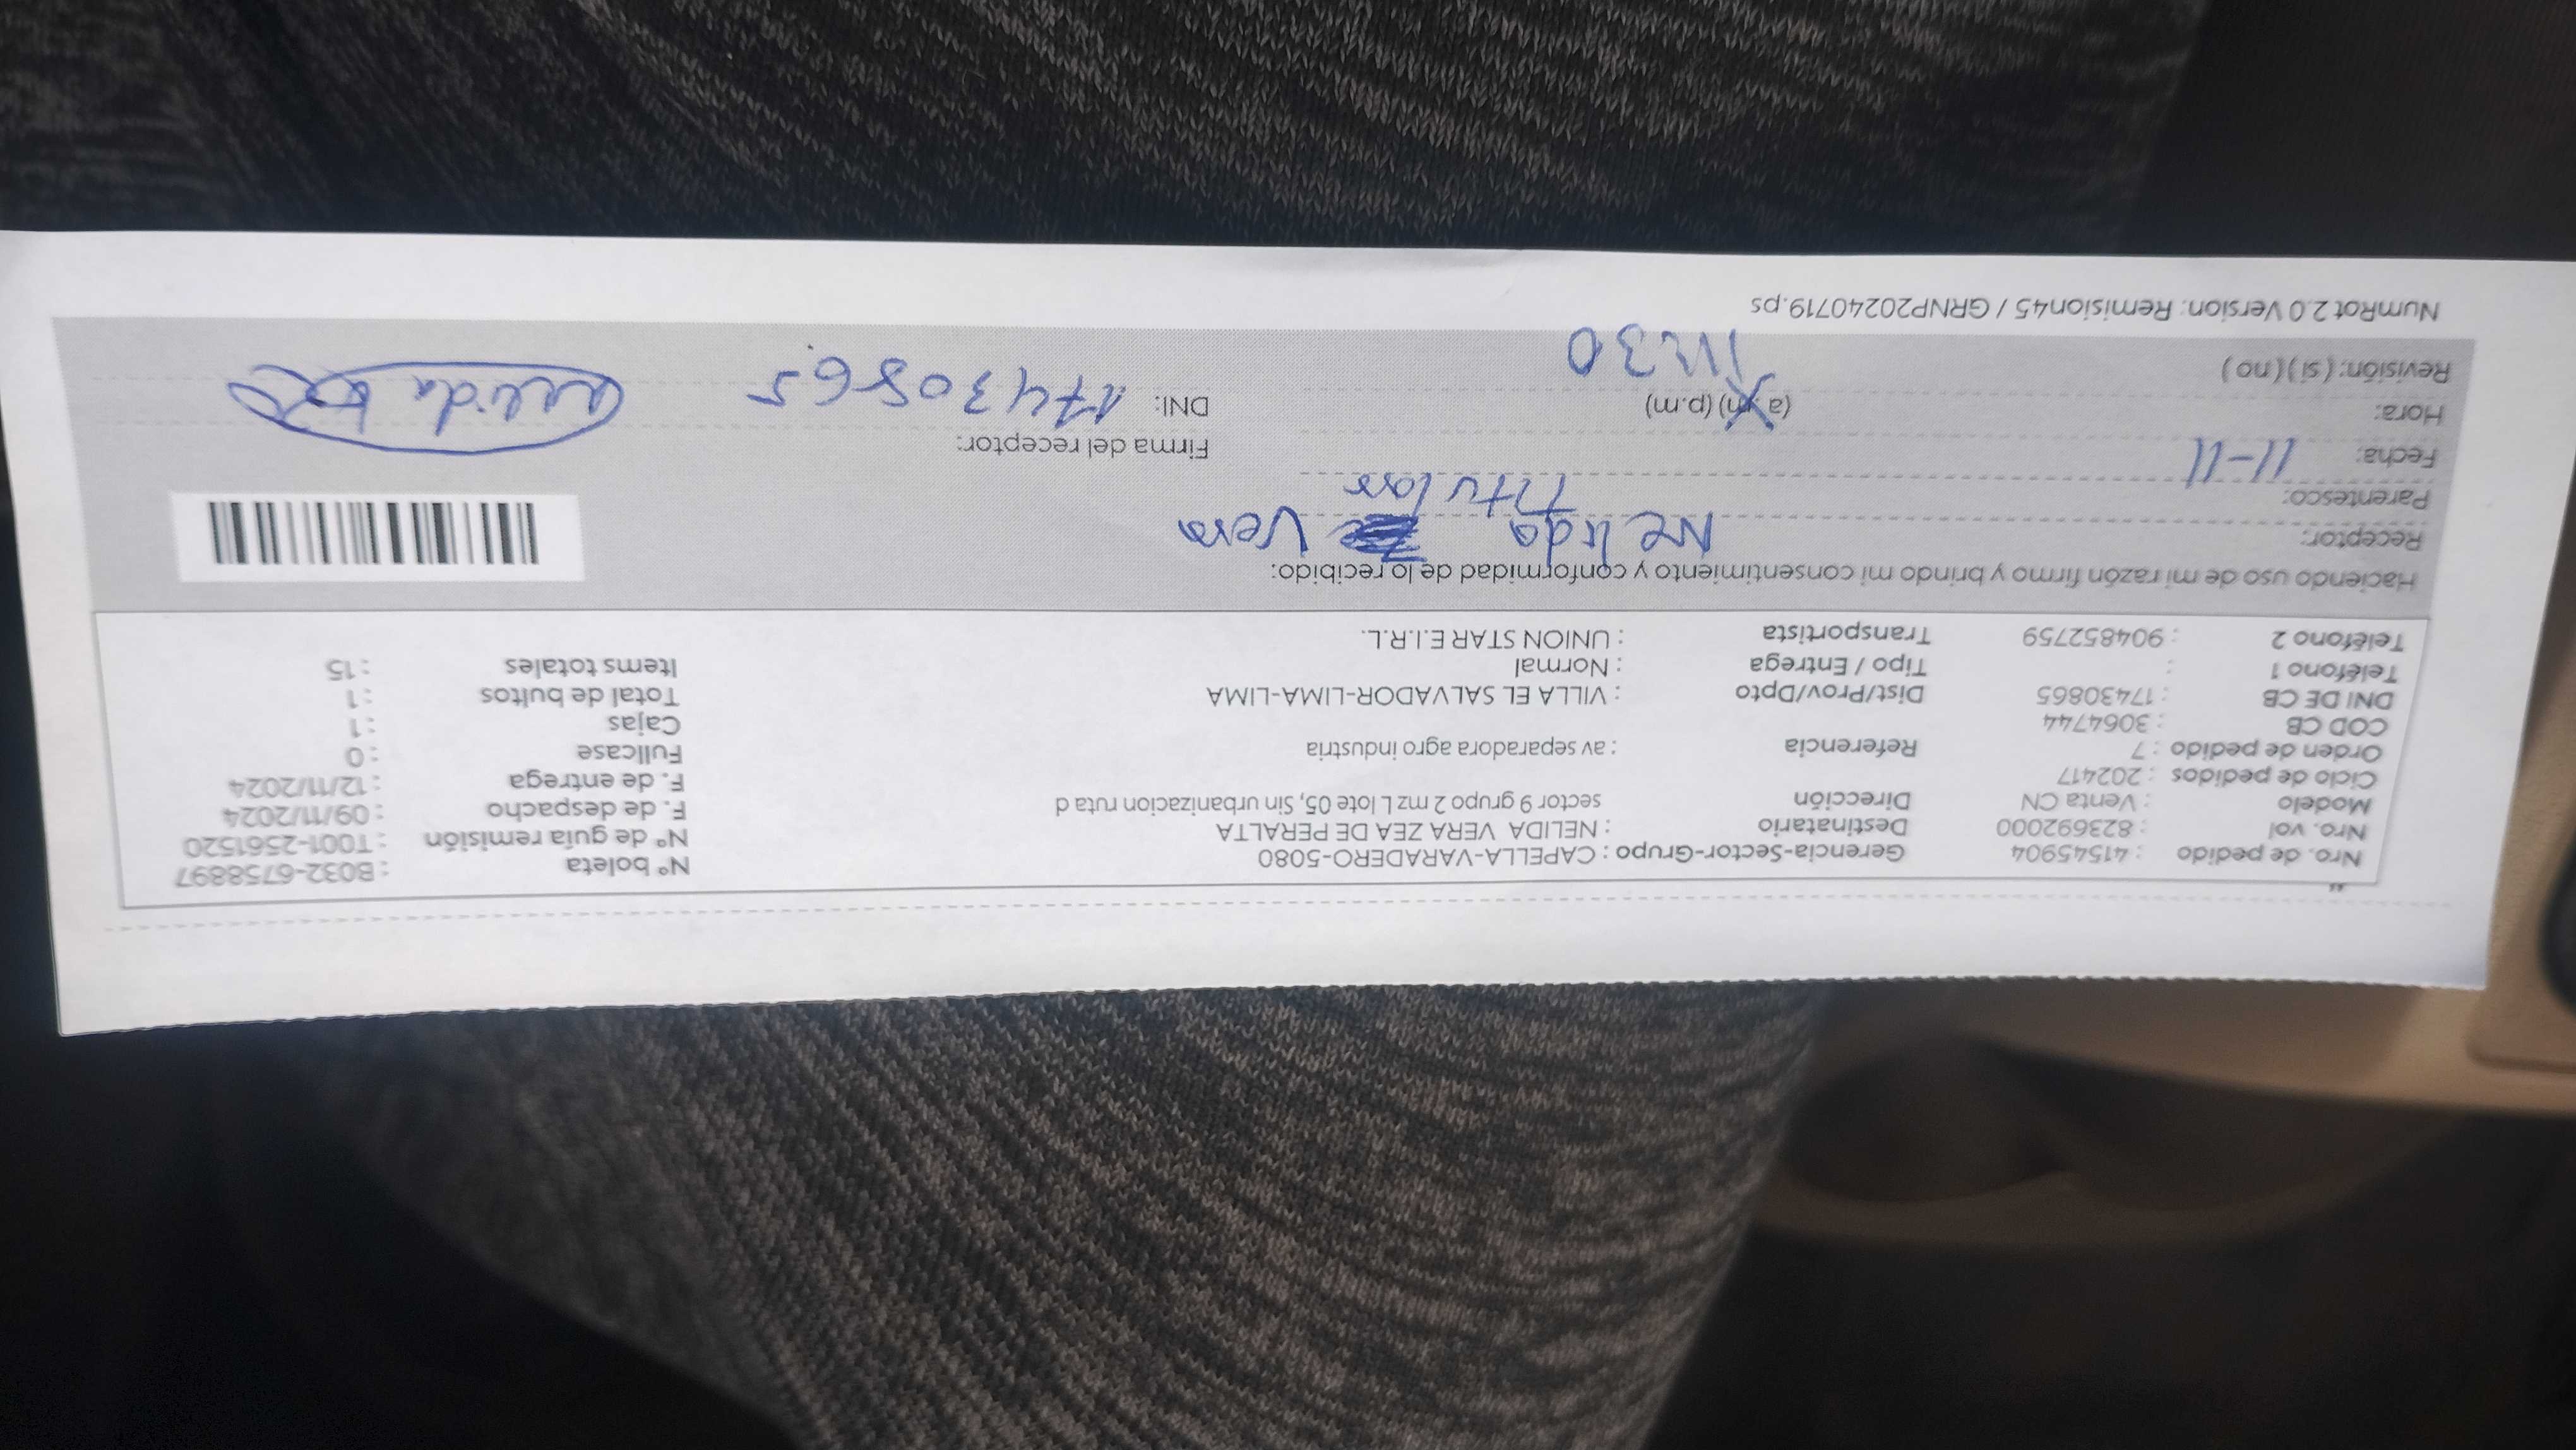 Nro. de pedido : 41545904 Gerencia-Sector-Grupo : CAPELLA-VARADERO-5080 N° boleta : B032-6758897
Nro. vol : 823692000 Destinatario : NELIDA VERA ZEA DE PERALTA N° de guía remisión : T001-2561520
Modelo : Venta CN Dirección sector 9 grupo 2 mz L lote 05, Sin urbanizacion ruta d F. de despacho : 09/11/2024
Ciclo de pedidos : 202417 F. de entrega : 12/11/2024
Orden de pedido : 7 Referencia : av separadora agro industria Fullcase : 0
COD CB : 3064744 Cajas : 1
DNI DE CB : 17430865 Dist/Prov/Dpto : VILLA EL SALVADOR-LIMA-LIMA Total de bultos : 1
Teléfono 1 : Tipo / Entrega : Normal Items totales : 15
Teléfono 2 : 904852759 Transportista : UNION STAR E.I.R.L.
Haciendo uso de mi razón firmo y brindo mi consentimiento y conformidad de lo recibido:
Receptor: Nelida Vera
Parentesco: Titular
Fecha: 11-11 Firma del receptor: Nelida
Hora: (a.m) (p.m) DNI: 17430865
Revisión: (si) (no) 11:30
NumRot 2.0 Version: Remision45 / GRNP20240719.ps